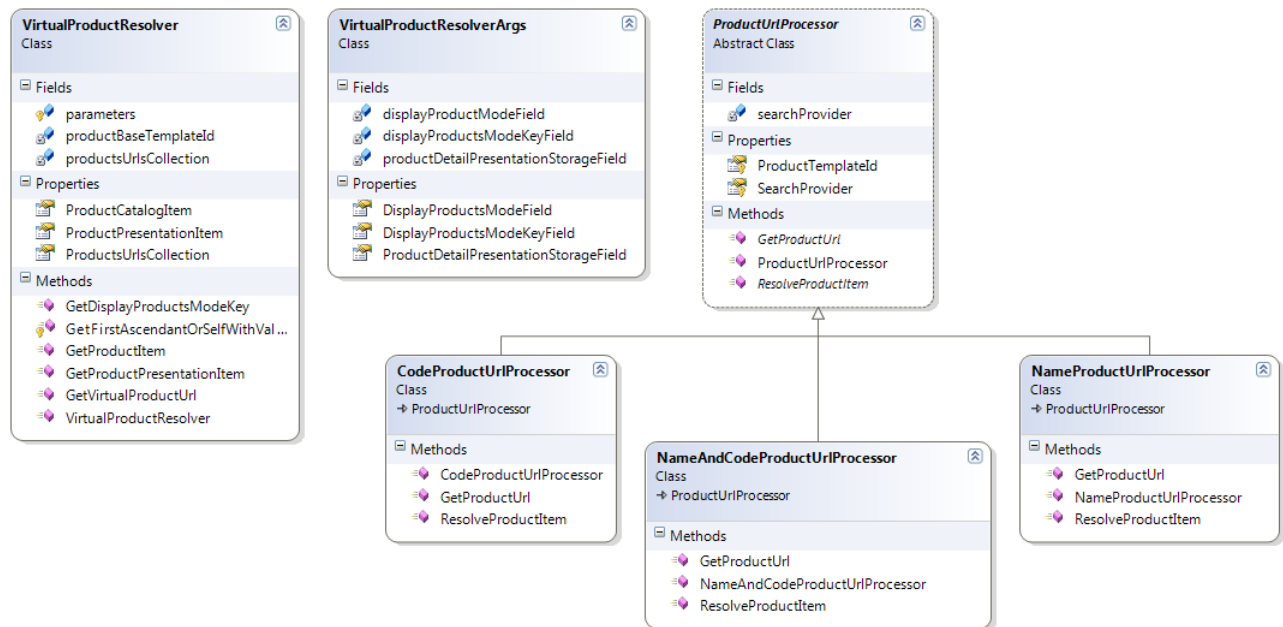 VirtualProductResolver
Class
Fields
parameters
productBaseTemplateId
productsUrlsCollection
Properties
ProductCatalogItem
ProductPresentationItem
ProductsUrlsCollection
Methods
GetDisplayProductsModeKey
GetFirstAscendantOrSelfWithVal ...
GetProductItem
GetProductPresentationItem
GetVirtualProductUrl
VirtualProductResolver
VirtualProductResolverArgs
Class
Fields
displayProductModeField
displayProductsModeKeyField
productDetailPresentationStorageField
Properties
DisplayProductsModeField
DisplayProductsModeKeyField
ProductDetailPresentationStorageField
ProductUrlProcessor
Abstract Class
Fields
searchProvider
Properties
ProductTemplateId
SearchProvider
Methods
GetProductUrl
ProductUrlProcessor
ResolveProductItem
CodeProductUrlProcessor
Class
ProductUrlProcessor
Methods
CodeProductUrlProcessor
GetProductUrl
ResolveProductItem
NameAndCodeProductUrlProcessor
Class
ProductUrlProcessor
Methods
GetProductUrl
NameAndCodeProductUrlProcessor
ResolveProductItem
NameProductUrlProcessor
Class
ProductUrlProcessor
Methods
GetProductUrl
NameProductUrlProcessor
ResolveProductItem